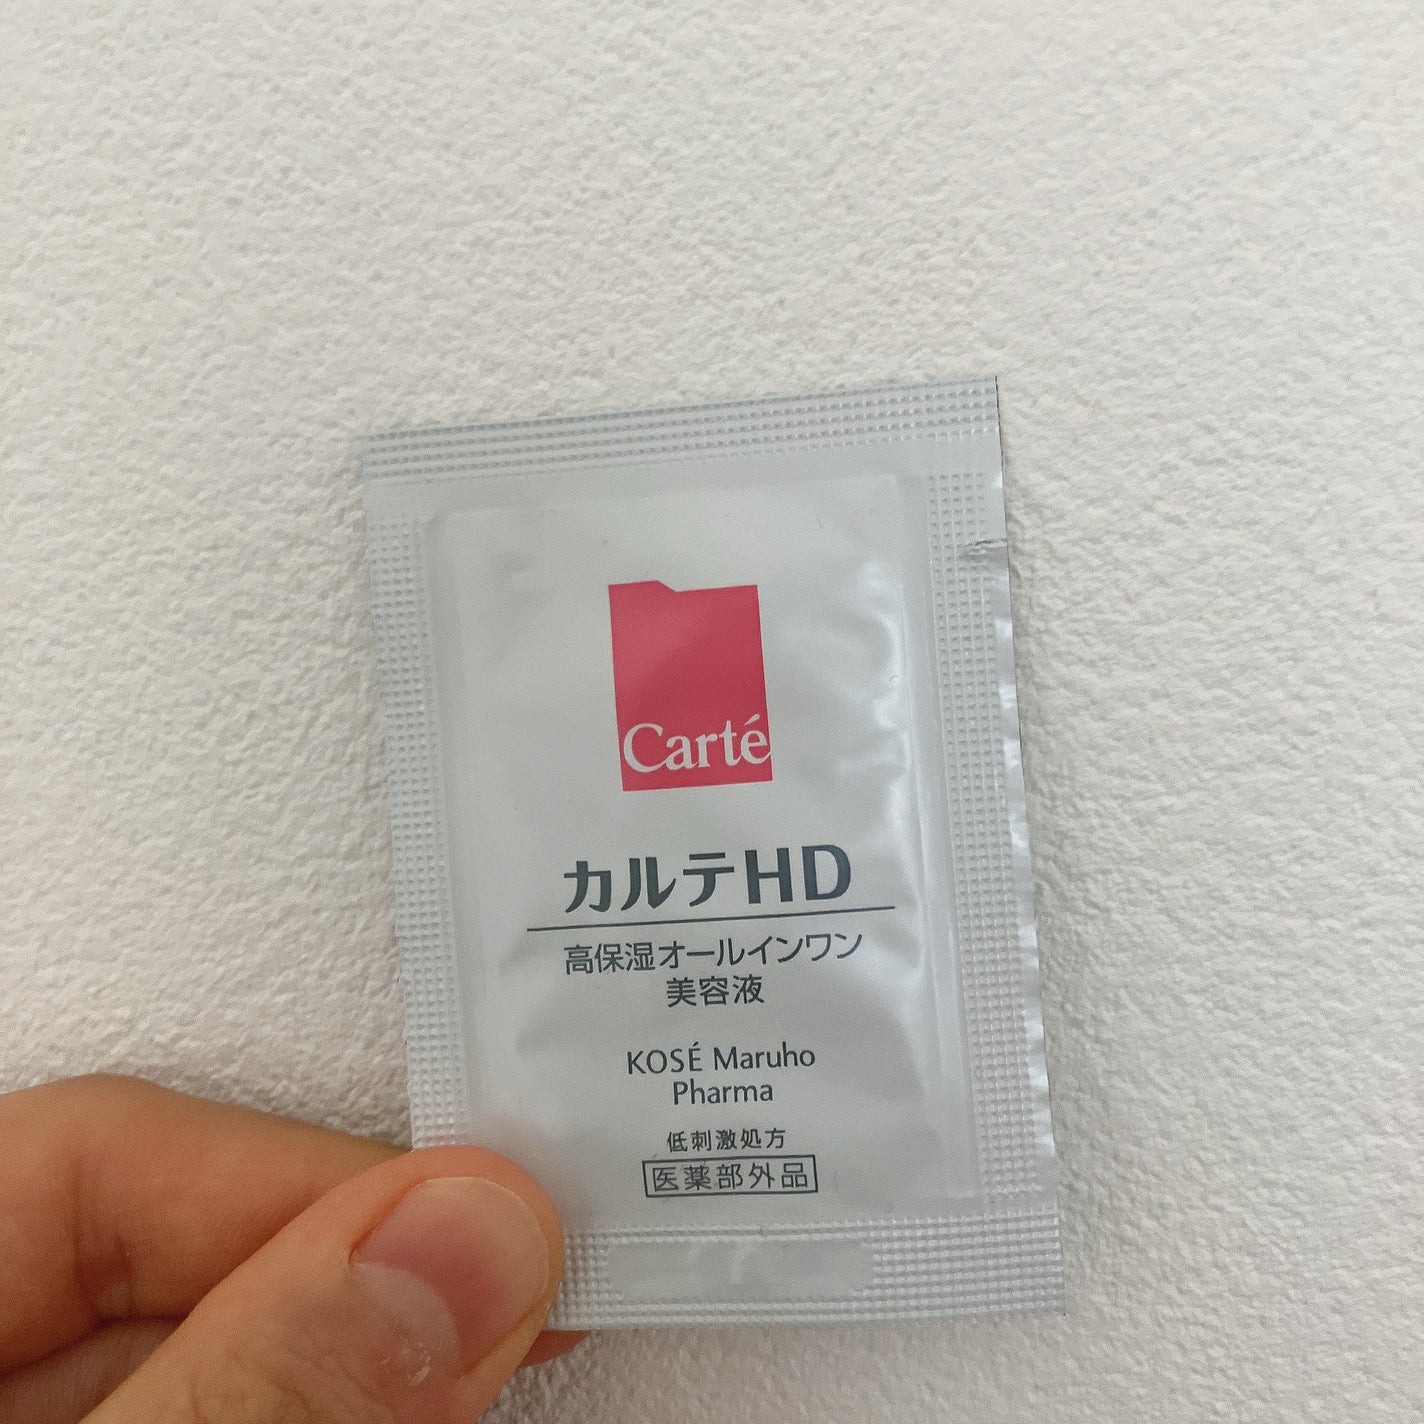 Carté
カルテHD
高保湿オールインワン
美容液
KOSÉ Maruho
Pharma
低刺激処方
医薬部外品